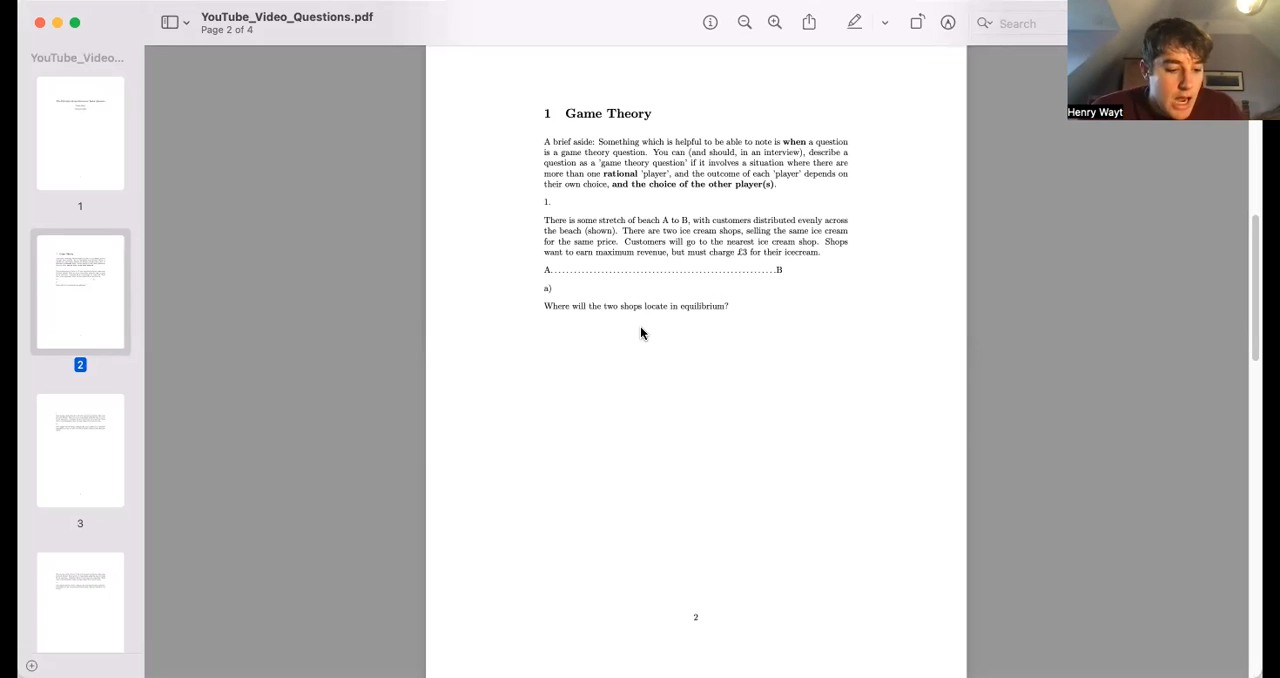 YouTube_Video_Questions.pdf
Page 2 of 4
Search
YouTube_Video...
Henry Wayt
1 Game Theory
A brief aside: Something which is helpful to be able to note is when a question
is a game theory question. You can (and should, in an interview), describe a
question as a 'game theory question' if it involves a situation where there are
more than one rational 'player', and the outcome of each 'player' depends on
their own choice, and the choice of the other player(s).
1.
There is some stretch of beach A to B, with customers distributed evenly across
the beach (shown). There are two ice cream shops, selling the same ice cream
for the same price. Customers will go to the nearest ice cream shop. Shops
want to earn maximum revenue, but must charge £3 for their icecream.
A..........................................................B
a)
Where will the two shops locate in equilibrium?
2
1
2
3